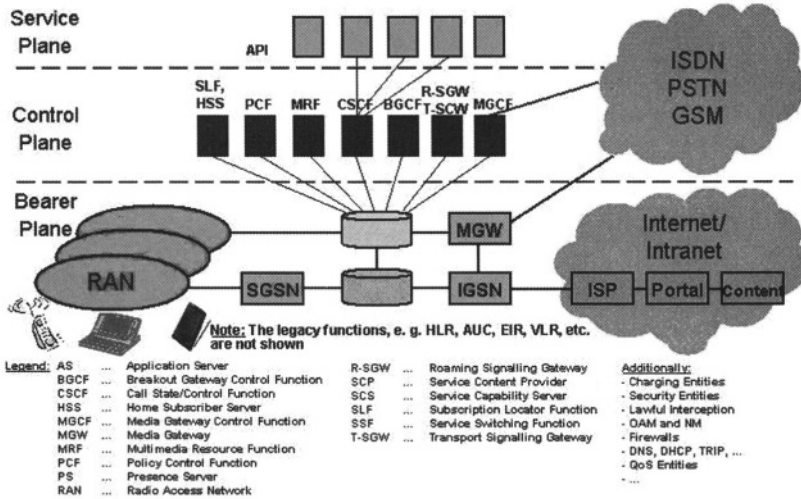 Service
Plane
API
ISDN
PSTN
GSM
SLF,
HSS
PCF
MRF
CSCF
BGCF
R-SGW
T-SCW
MGCF
Control
Plane
Bearer
Plane
MGW
Internet/
Intranet
RAN
SGSN
IGSN
ISP
Portal
Content
Note: The legacy functions, e. g. HLR, AUC, EIR, VLR, etc.
are not shown
Legend:
AS ... Application Server
BGCF ... Breakout Gateway Control Function
CSCF ... Call State/Control Function
HSS ... Home Subscriber Server
MGCF ... Media Gateway Control Function
MGW ... Media Gateway
MRF ... Multimedia Resource Function
PCF ... Policy Control Function
PS ... Presence Server
RAN ... Radio Access Network
R-SGW ... Roaming Signalling Gateway
SCP ... Service Content Provider
SCS ... Service Capability Server
SLF ... Subscription Locator Function
SSF ... Service Switching Function
T-SGW ... Transport Signalling Gateway
Additionally:
- Charging Entities
- Security Entities
- Lawful Interception
- OAM and NM
- Firewalls
- DNS, DHCP, TRIP, ...
- QoS Entities
- ...